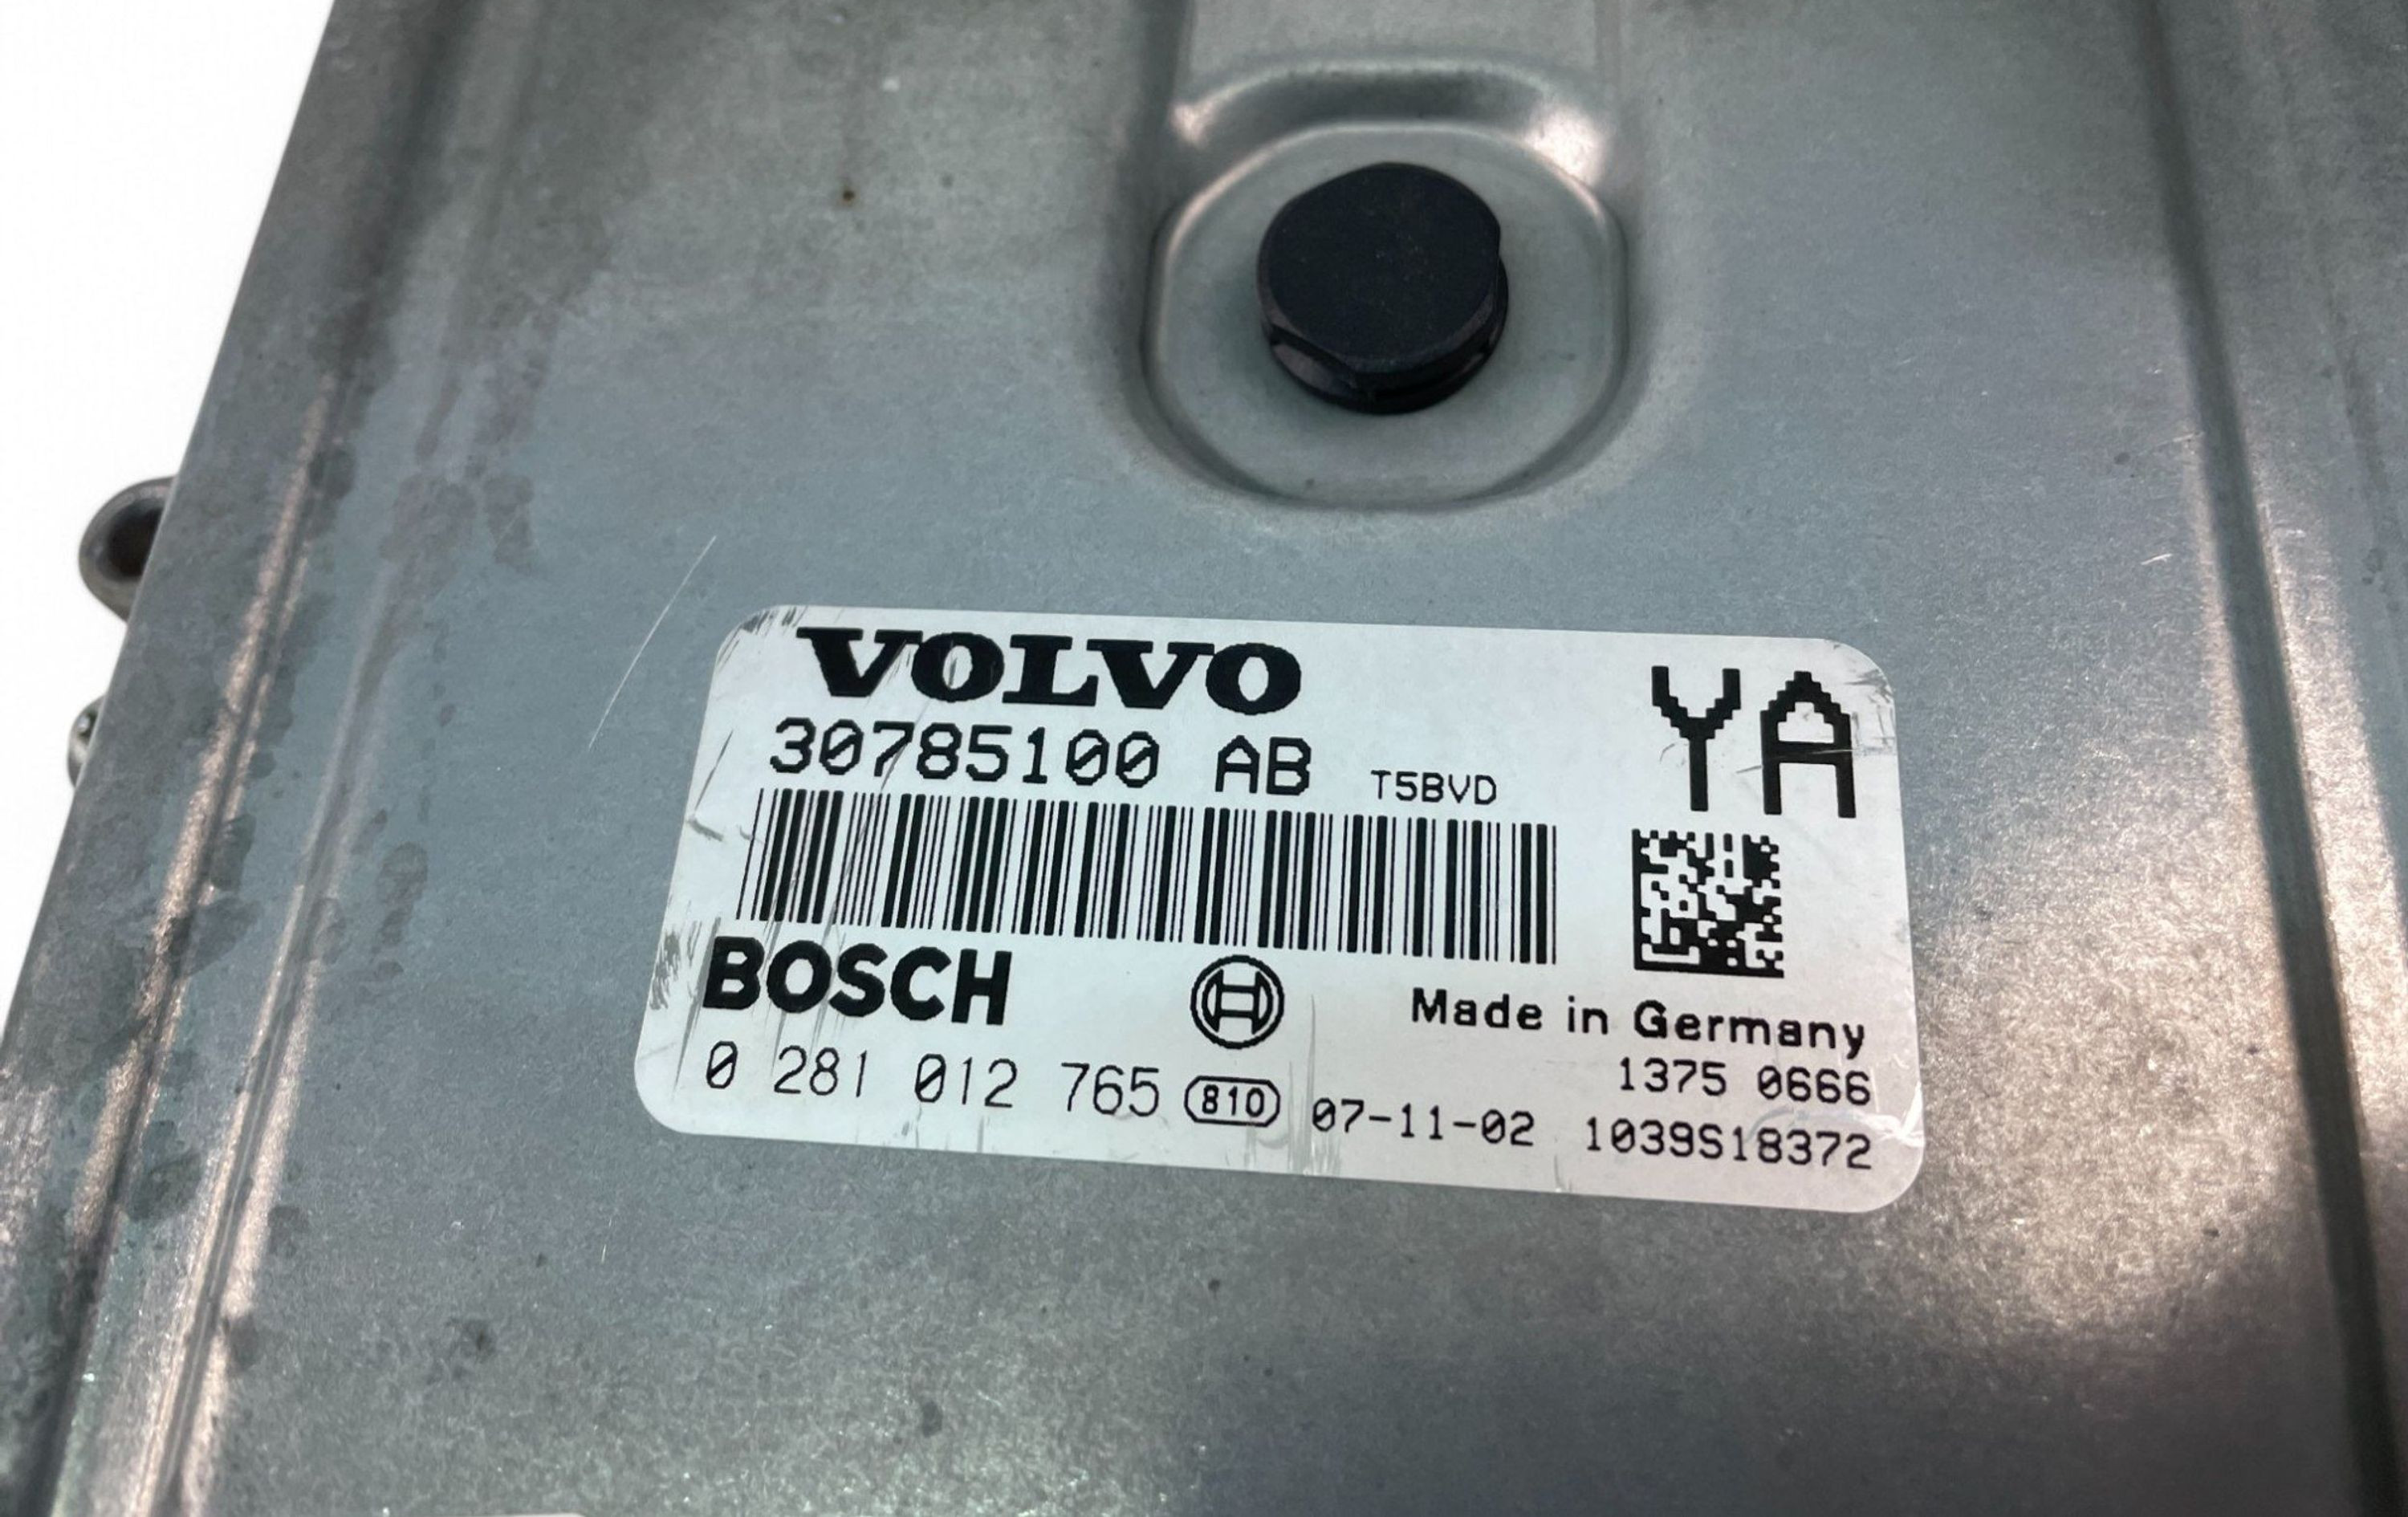 VOLVO
30785100 AB T5BVD
YA
BOSCH
Made in Germany
1375 0666
0 281 012 765 810 07-11-02 1039S18372